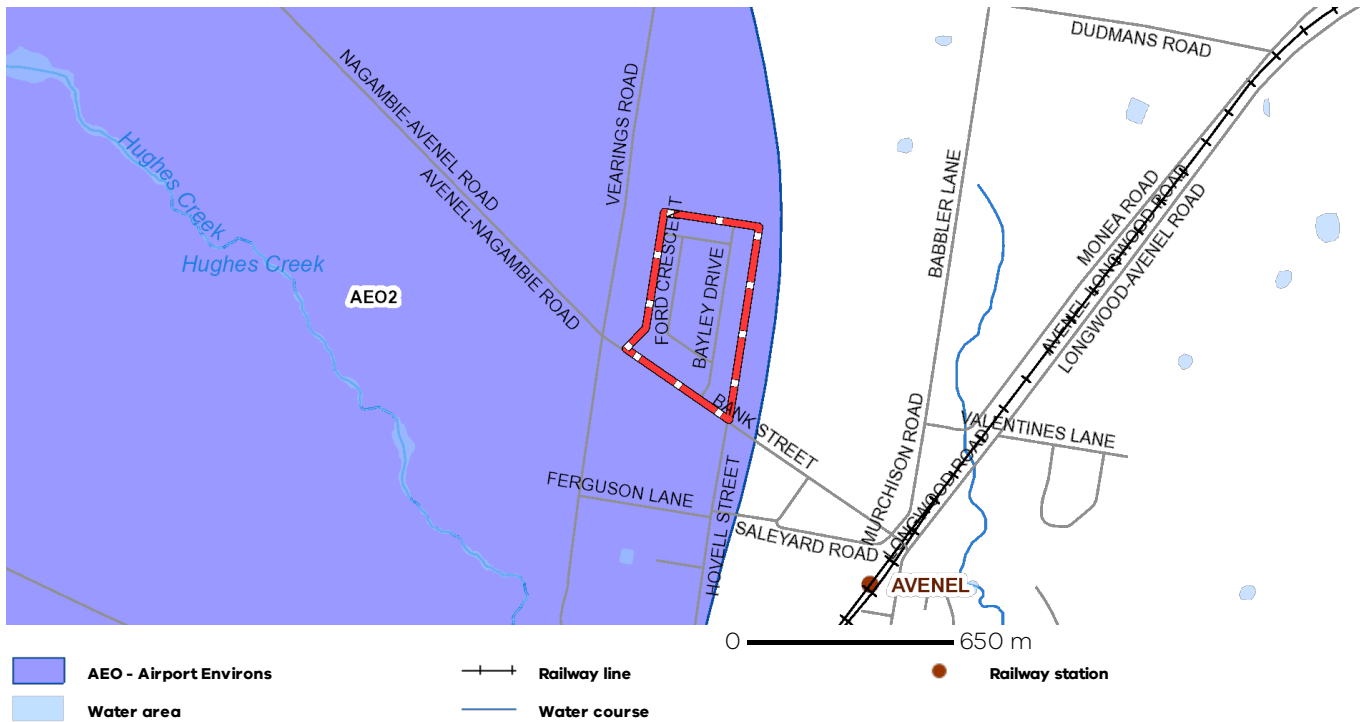 DUDMANS ROAD
NAGAMBIE-AVENEL ROAD
AVENEL-NAGAMBIE ROAD
VEARINGS ROAD
Hughes Creek
Hughes Creek
AEO2
FORD CRESCENT
BAYLEY DRIVE
BABBLER LANE
MONEA ROAD
AVENEL-LONGWOOD ROAD
LONGWOOD-AVENEL ROAD
BANK STREET
MURCHISON ROAD
VALENTINES LANE
LONGWOOD ROAD
FERGUSON LANE
HOVELL STREET
SALEYARD ROAD
AVENEL
0 650 m
AEO - Airport Environs
Railway line
Railway station
Water area
Water course